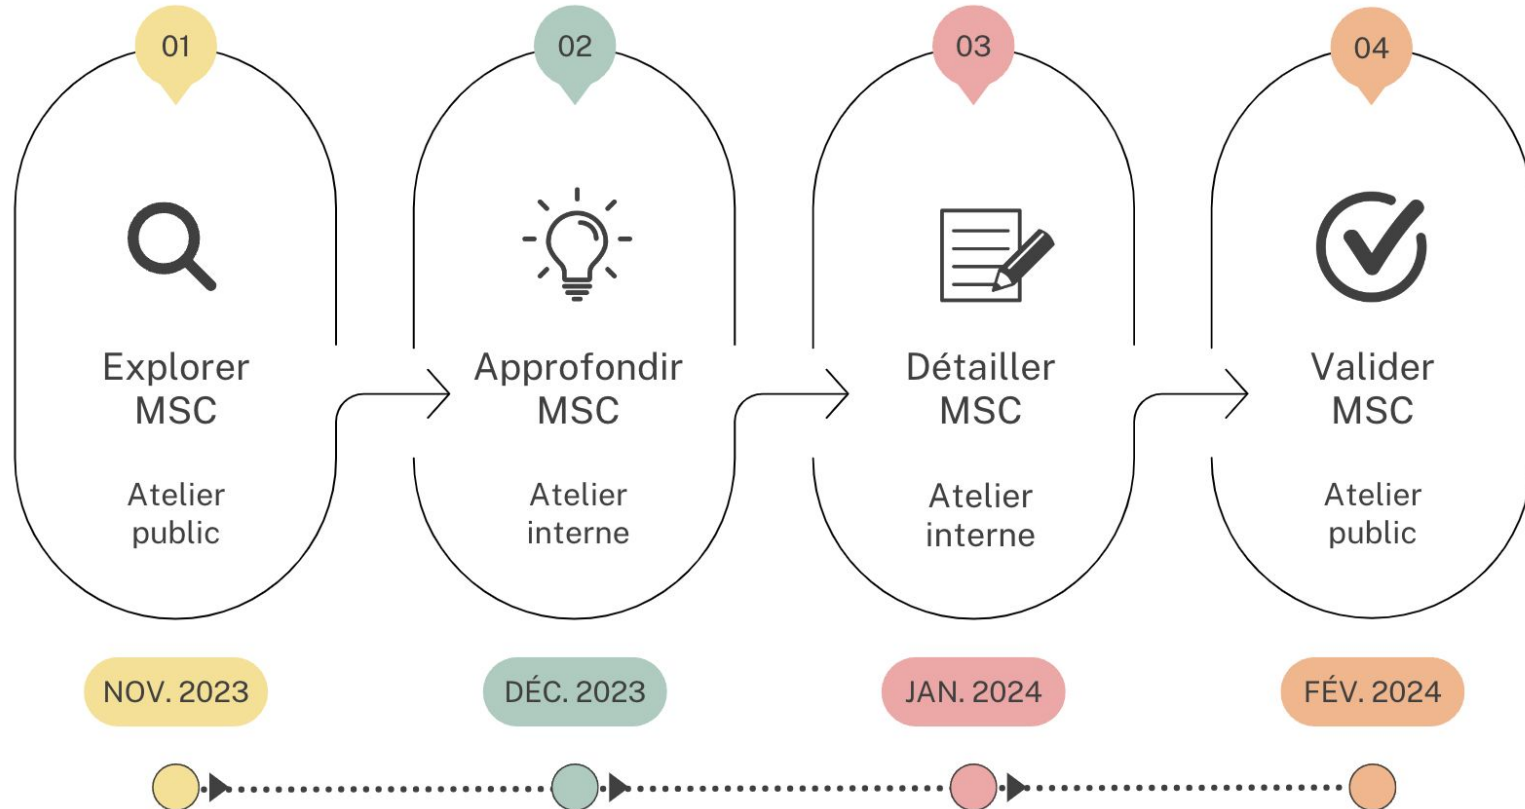 01
Explorer
MSC
Atelier
public
NOV. 2023
02
Approfondir
MSC
Atelier
interne
DÉC. 2023
03
Détailler
MSC
Atelier
interne
JAN. 2024
04
Valider
MSC
Atelier
public
FÉV. 2024